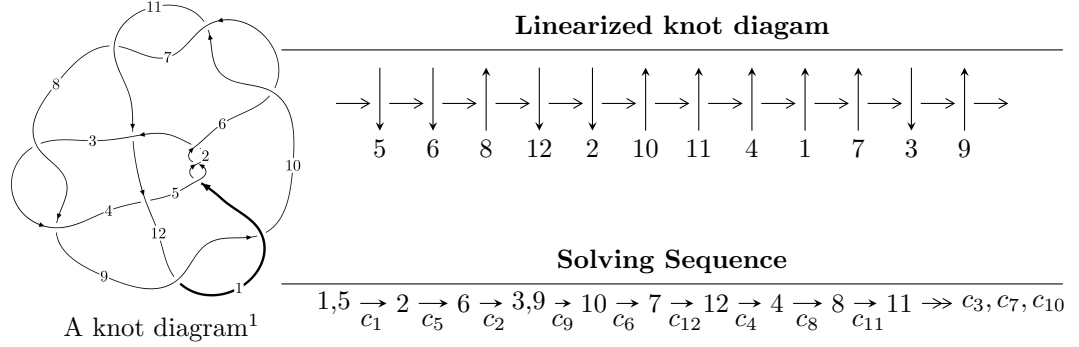 11
7
8
6
3
2
10
5
4
12
9
1
A knot diagram¹
Linearized knot diagam
5 6 8 12 2 10 11 4 1 7 3 9
Solving Sequence
1,5 → 2 → 6 → 3,9 → 10 → 7 → 12 → 4 → 8 → 11 →» c₃, c₇, c₁₀
c₁ c₅ c₂ c₉ c₆ c₁₂ c₄ c₈ c₁₁